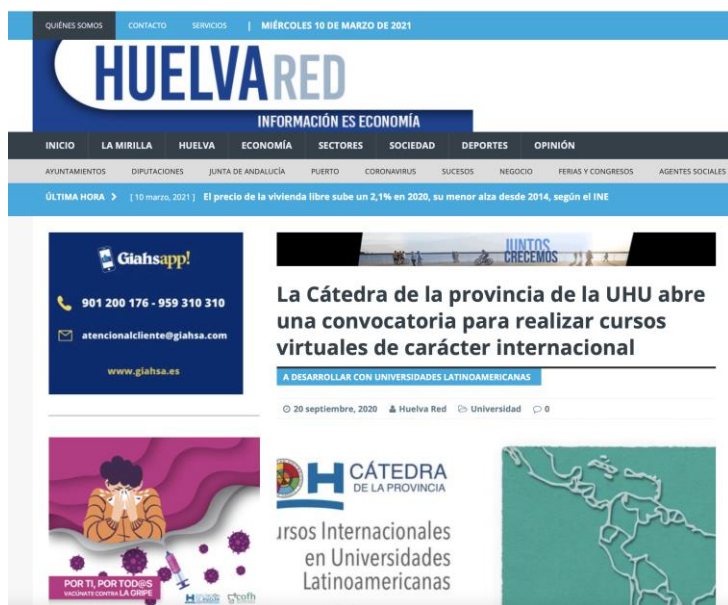 QUIÉNES SOMOS CONTACTO SERVICIOS | MIÉRCOLES 10 DE MARZO DE 2021
HUELVARED
INFORMACIÓN ES ECONOMÍA
INICIO LA MIRILLA HUELVA ECONOMÍA SECTORES SOCIEDAD DEPORTES OPINIÓN
AYUNTAMIENTOS DIPUTACIONES JUNTA DE ANDALUCÍA PUERTO CORONAVIRUS SUCESOS NEGOCIO FERIAS Y CONGRESOS AGENTES SOCIALES
ÚLTIMA HORA [ 10 marzo, 2021 ] El precio de la vivienda libre sube un 2,1% en 2020, su menor alza desde 2014, según el INE
Giahsapp!
901 200 176 - 959 310 310
atencionalcliente@giahsa.com
www.giahsa.es
POR TI, POR TOD@S
VACÚNATE CONTRA LA GRIPE
JUNTOS
CRECEMOS
La Cátedra de la provincia de la UHU abre
una convocatoria para realizar cursos
virtuales de carácter internacional
A DESARROLLAR CON UNIVERSIDADES LATINOAMERICANAS
20 septiembre, 2020 Huelva Red Universidad 0
H CÁTEDRA
DE LA PROVINCIA
ursos Internacionales
en Universidades
Latinoamericanas